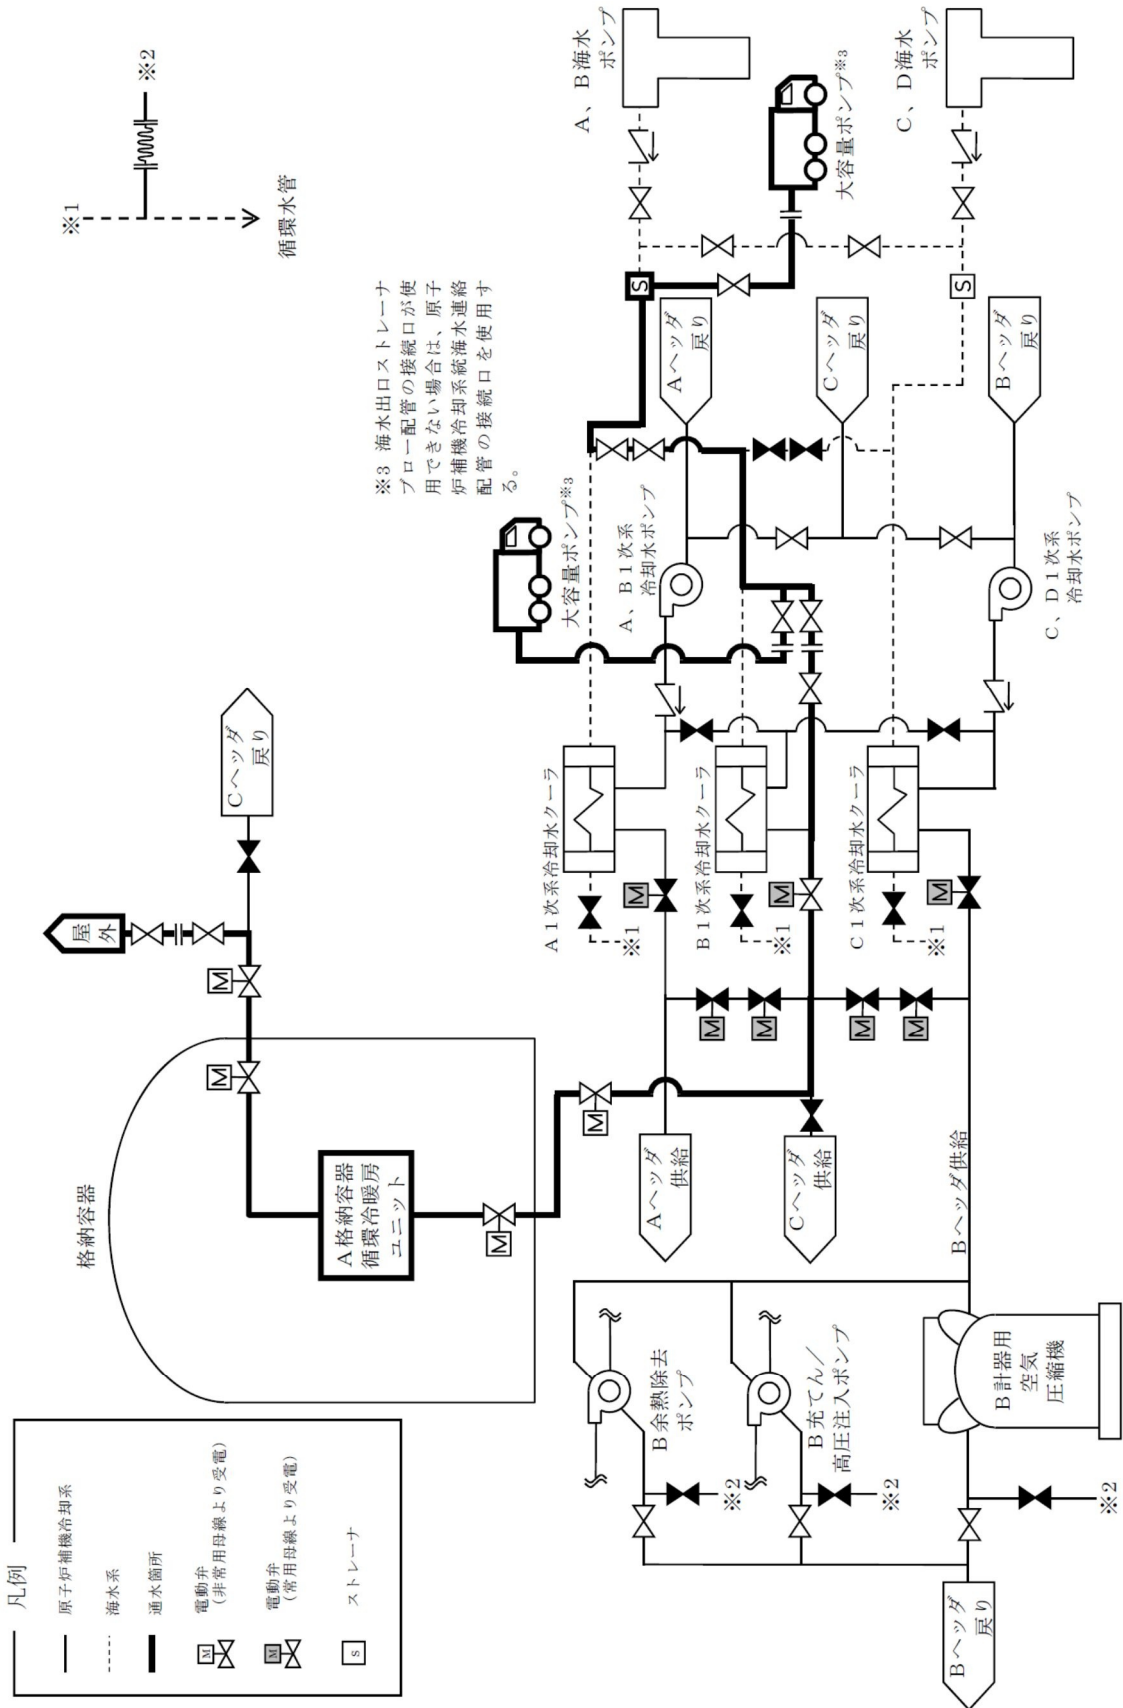 凡例
原子炉補機冷却系
海水系
通水箇所
M
電動弁
(非常用母線より受電)
M
電動弁
(常用母線より受電)
S
ストレーナ
格納容器
A格納容器
循環冷暖房
ユニット
M
M
M
M
屋
外
Cヘッダ
戻り
※1
※2
循環水管
※3 海水出口ストレーナ
ブロー配管の接続口が使
用できない場合は、原子
炉補機冷却系統海水連絡
配管の接続口を使用す
る。
大容量ポンプ※3
A、B海水
ポンプ
大容量ポンプ※3
C、D海水
ポンプ
S
S
Aヘッダ
戻り
Cヘッダ
戻り
Bヘッダ
戻り
A、B1次系
冷却水ポンプ
C、D1次系
冷却水ポンプ
A1次系冷却水クーラ
M
※1
B1次系冷却水クーラ
M
※1
C1次系冷却水クーラ
M
※1
M
M
M
M
Aヘッダ
供給
Cヘッダ
供給
Bヘッダ供給
B余熱除去
ポンプ
※2
B充てん/
高圧注入ポンプ
※2
B計器用
空気
圧縮機
※2
Bヘッダ
戻り